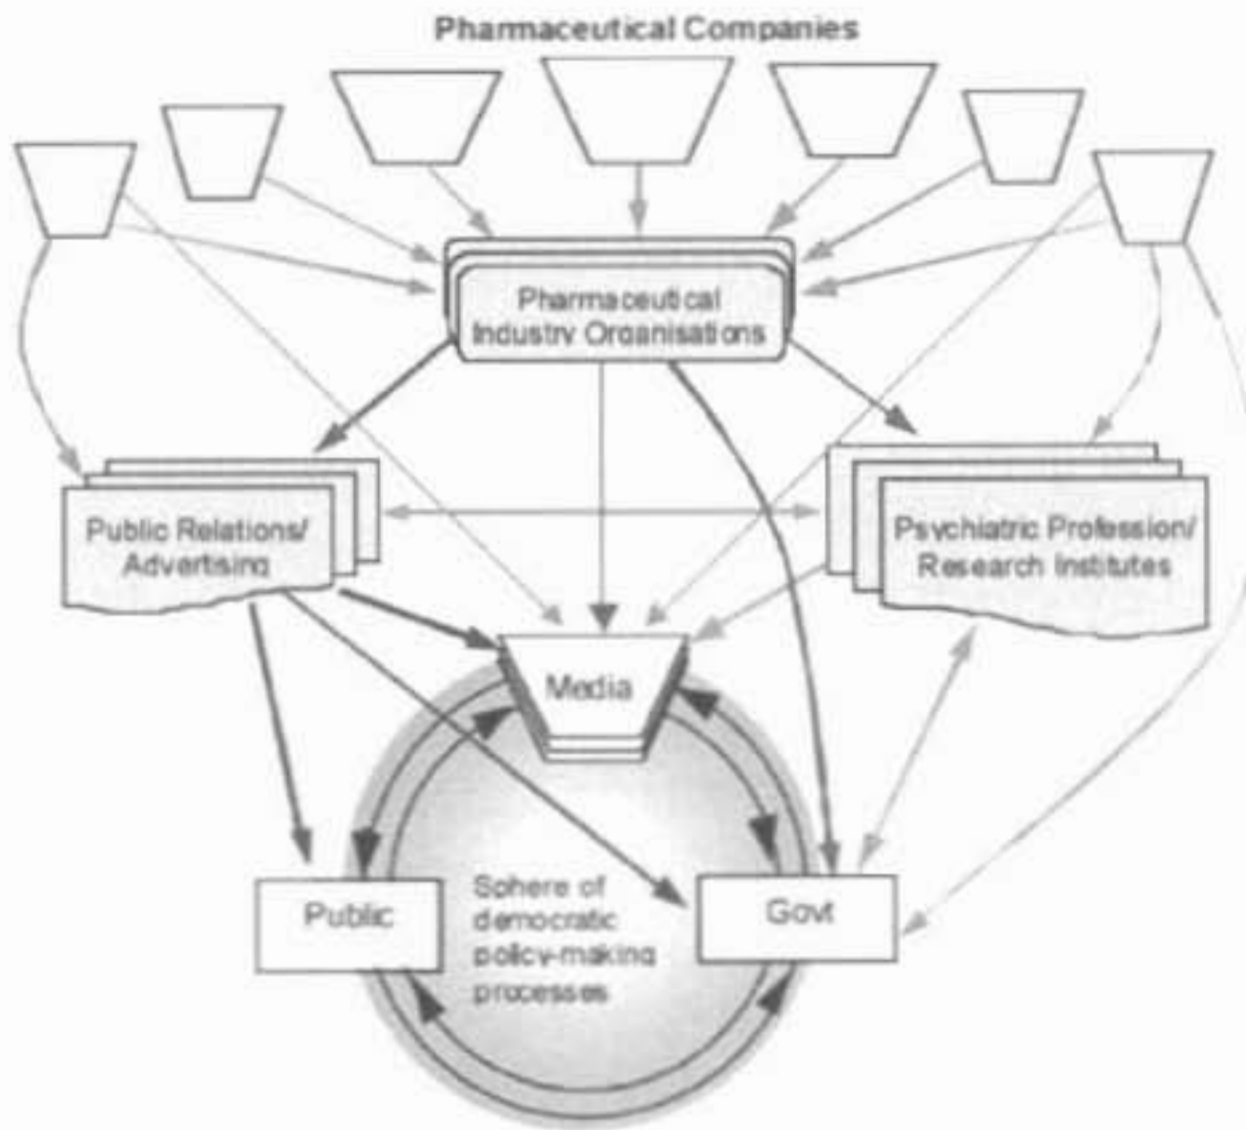 Pharmaceutical Companies
Pharmaceutical
Industry Organisations
Public Relations/
Advertising
Psychiatric Profession/
Research Institutes
Media
Public
Sphere of
democratic
policy-making
processes
Govt